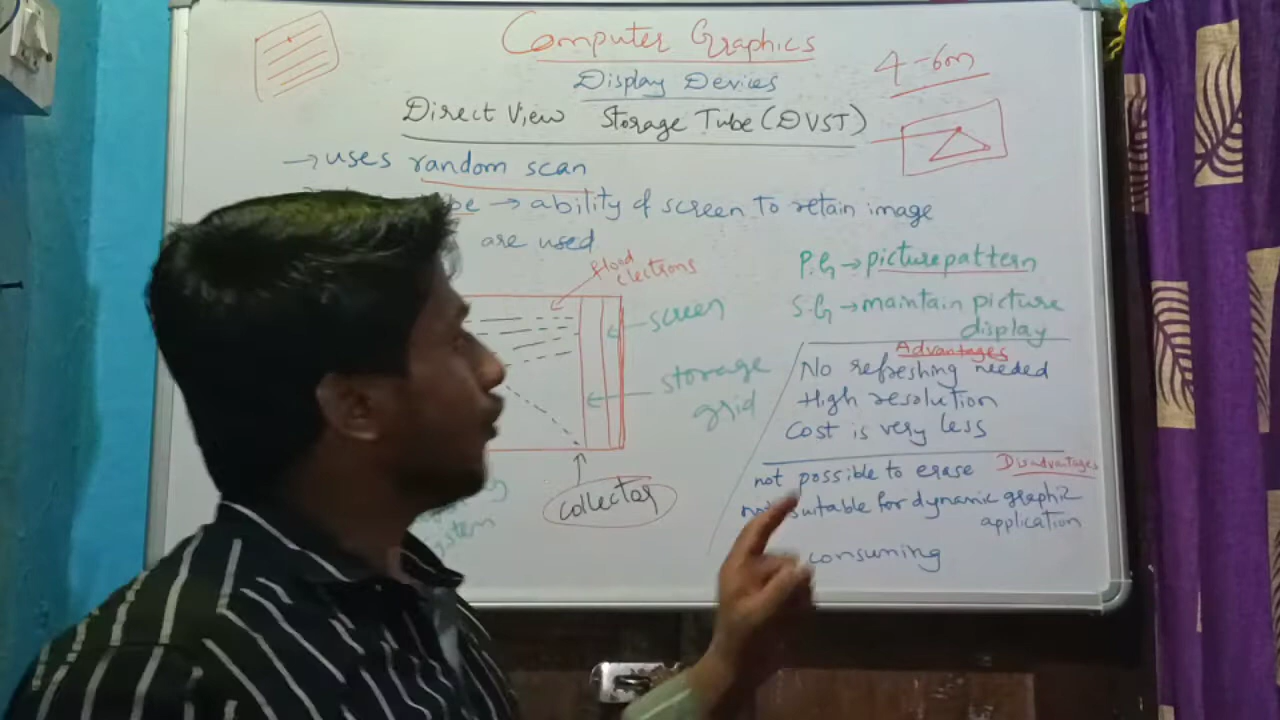 Computer Graphics
4-6m
Display Devices
Direct View Storage Tube (DVST)
→ uses random scan
→ ability of screen to retain image
are used
flood
electrons
P.G → picture pattern
S.G → maintain picture
display
screen
storage
grid
collector
Advantages
No refreshing needed
High resolution
Cost is very less
Disadvantages
not possible to erase
not suitable for dynamic graphic
application
consuming